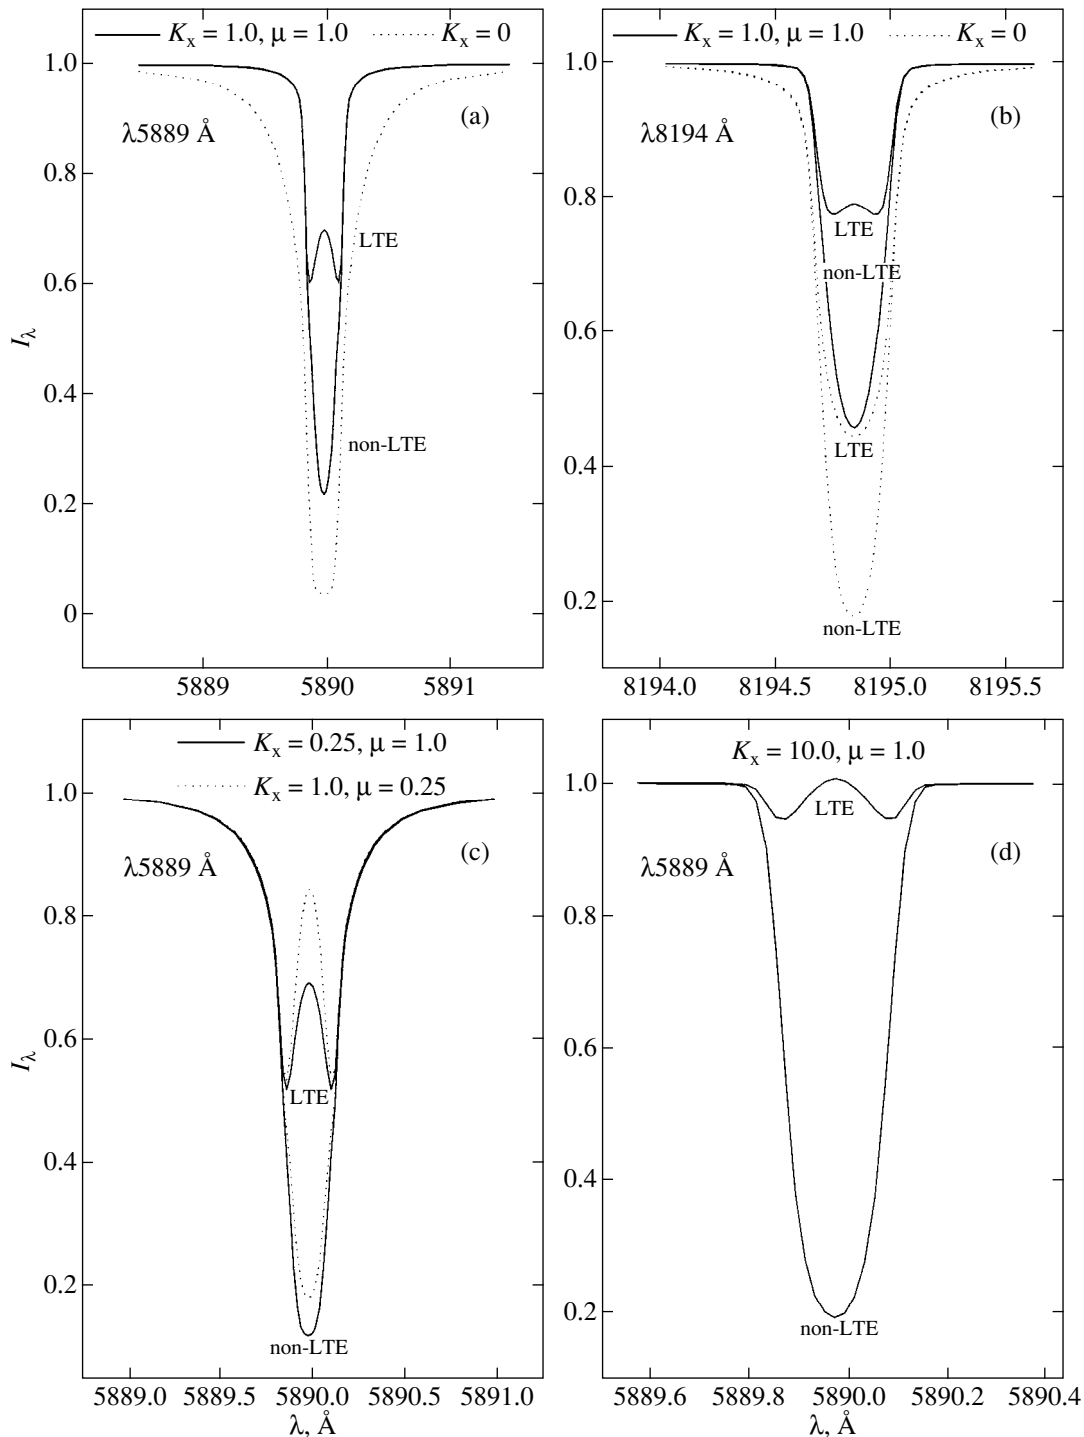 Kx = 1.0, μ = 1.0
Kx = 0
(a)
λ5889 Å
LTE
non-LTE
Iλ
1.0
0.8
0.6
0.4
0.2
0
5889
5890
5891
Kx = 1.0, μ = 1.0
Kx = 0
(b)
λ8194 Å
LTE
non-LTE
LTE
non-LTE
1.0
0.8
0.6
0.4
0.2
8194.0
8194.5
8195.0
8195.5
Kx = 0.25, μ = 1.0
Kx = 1.0, μ = 0.25
(c)
λ5889 Å
LTE
non-LTE
Iλ
1.0
0.8
0.6
0.4
0.2
5889.0
5889.5
5890.0
5890.5
5891.0
λ, Å
Kx = 10.0, μ = 1.0
LTE
(d)
λ5889 Å
non-LTE
1.0
0.8
0.6
0.4
0.2
5889.6
5889.8
5890.0
5890.2
5890.4
λ, Å